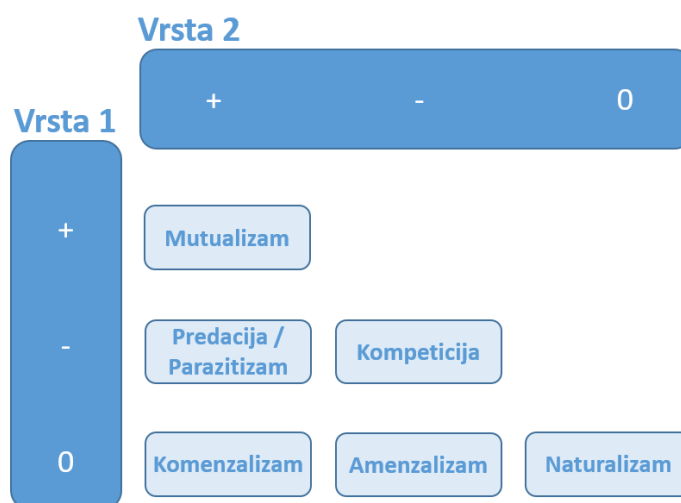 Vrsta 2
+ - 0
Vrsta 1
+
Mutualizam
-
Predacija /
Parazitizam
Kompeticija
0
Komenzalizam
Amenzalizam
Naturalizam